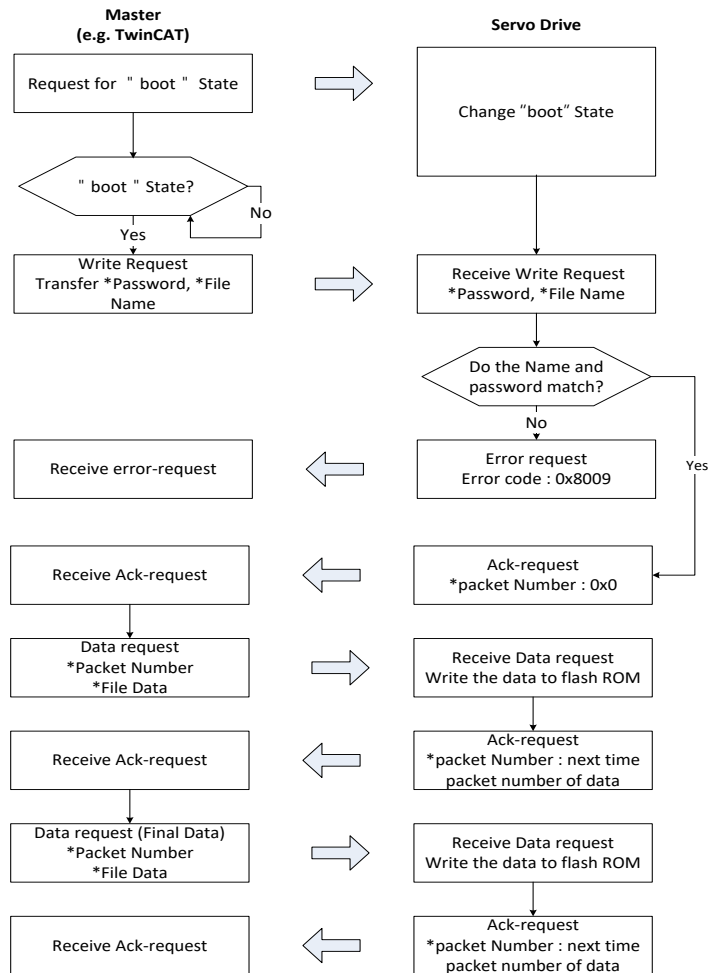 Master
(e.g. TwinCAT)
Servo Drive
Request for " boot " State
Change "boot" State
" boot " State?
No
Yes
Write Request
Transfer *Password, *File
Name
Receive Write Request
*Password, *File Name
Do the Name and
password match?
No
Yes
Receive error-request
Error request
Error code : 0x8009
Receive Ack-request
Ack-request
*packet Number : 0x0
Data request
*Packet Number
*File Data
Receive Data request
Write the data to flash ROM
Receive Ack-request
Ack-request
*packet Number : next time
packet number of data
Data request (Final Data)
*Packet Number
*File Data
Receive Data request
Write the data to flash ROM
Receive Ack-request
Ack-request
*packet Number : next time
packet number of data